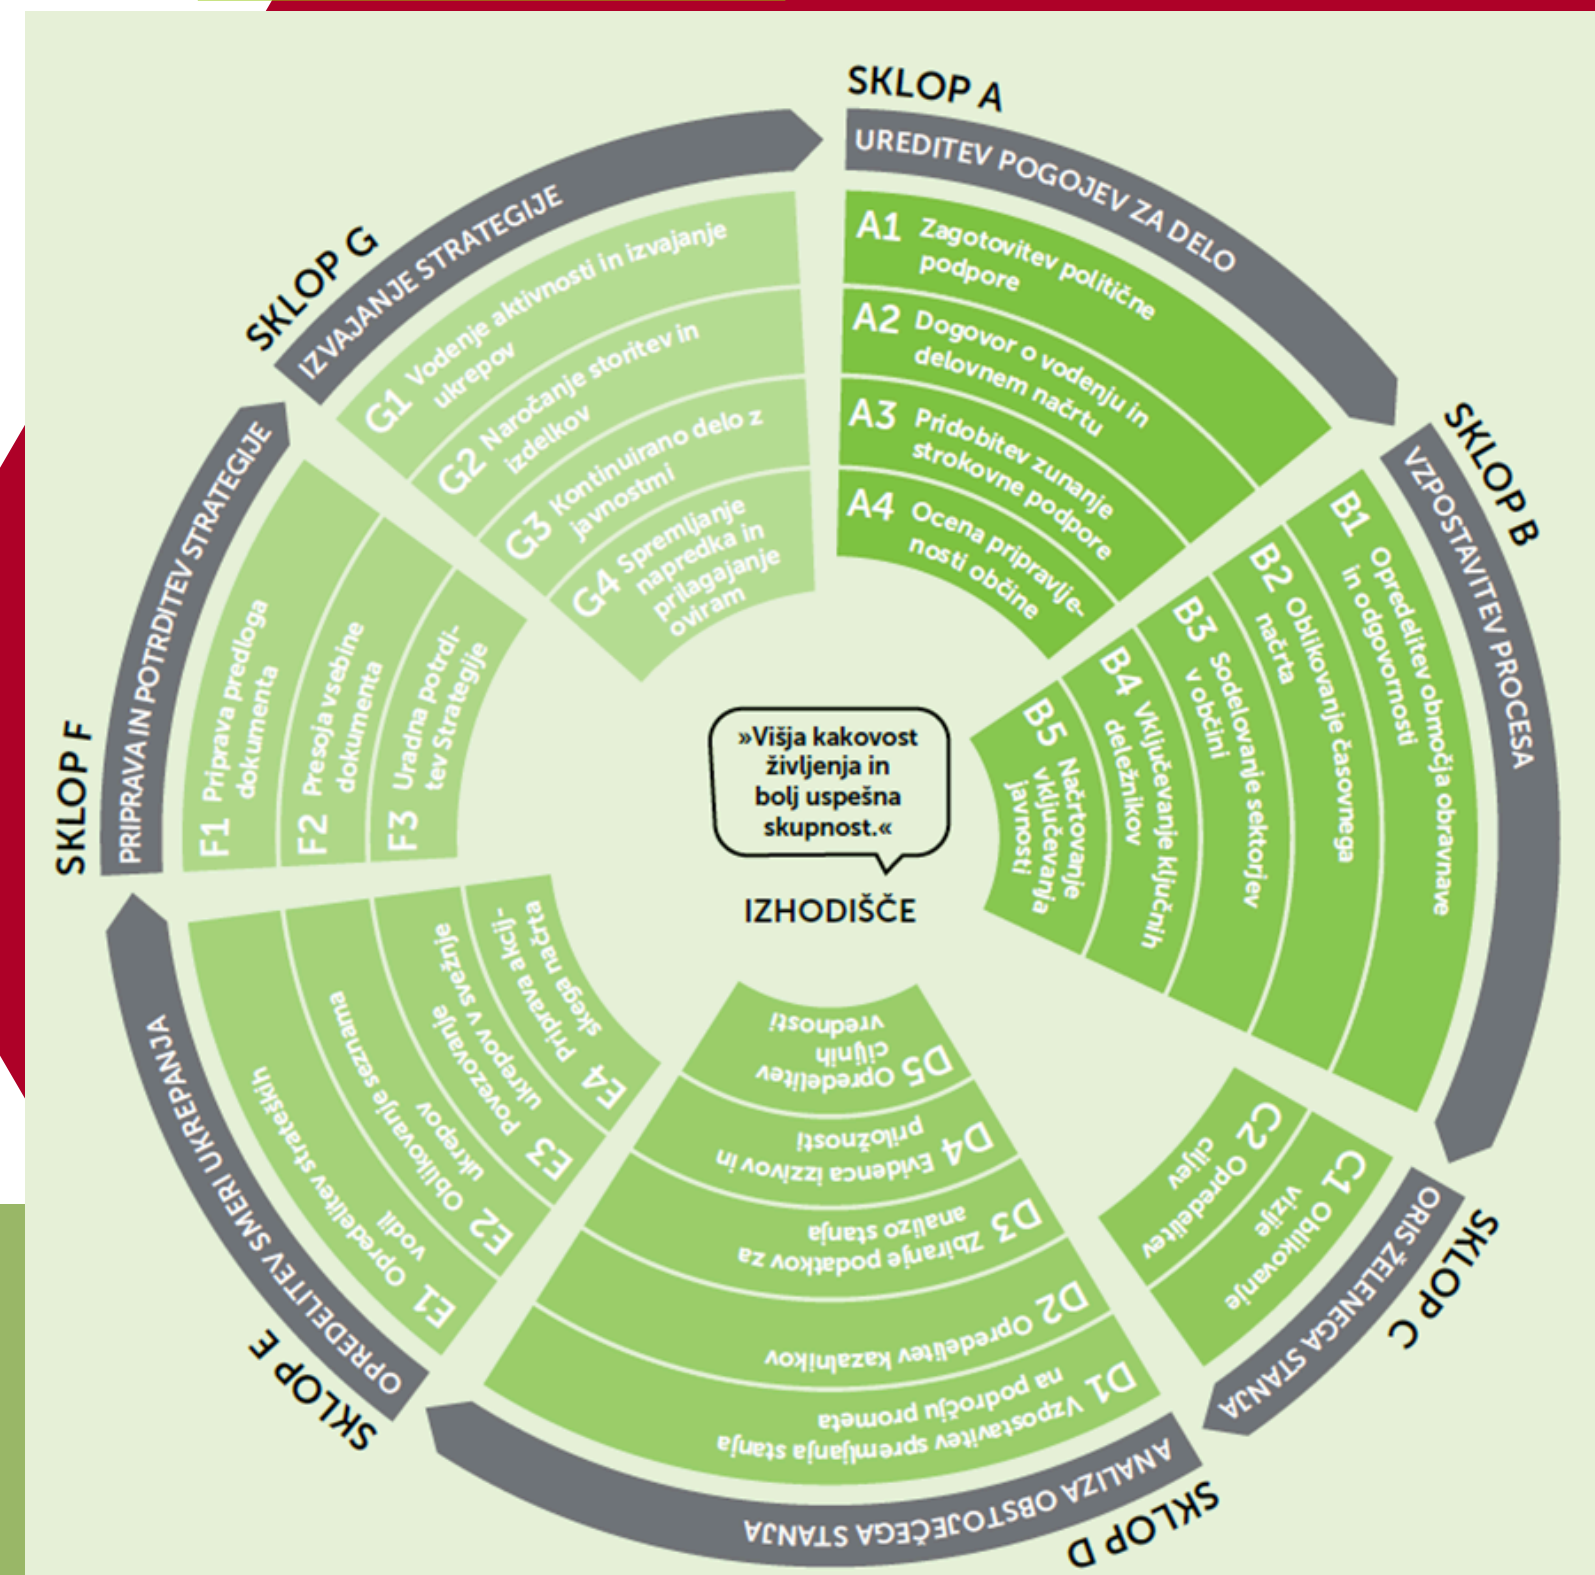 SKLOP A
UREDITEV POGOJEV ZA DELO
A1 Zagotovitev politične
podpore
A2 Dogovor o vodenju in
delovnem načrtu
A3 Pridobitev zunanje
strokovne podpore
A4 Ocena pripravlje-
nosti občine
SKLOP B
VZPOSTAVITEV PROCESA
B1 Opredelitev območja obravnave
in odgovornosti
B2 Oblikovanje časovnega
načrta
B3 Sodelovanje sektorjev
v občini
B4 Vključevanje ključnih
deležnikov
B5 Načrtovanje
vključevanja
javnosti
SKLOP C
ORIS ŽELENEGA STANJA
C1 Oblikovanje
vizije
C2 Opredelitev
ciljev
SKLOP D
ANALIZA OBSTOJEČEGA STANJA
D1 Vzpostavitev spremljanja stanja
na področju prometa
D2 Opredelitev kazalnikov
D3 Zbiranje podatkov za
analizo stanja
D4 Evidenca izzivov in
priložnosti
D5 Opredelitev
ciljnih
vrednosti
SKLOP E
OPREDELITEV SMERI UKREPANJA
E1 Opredelitev strateških
vodil
E2 Oblikovanje seznama
ukrepov
E3 Povezovanje
ukrepov v svežnje
E4 Priprava akcij-
skega načrta
SKLOP F
PRIPRAVA IN POTRDITEV STRATEGIJE
F1 Priprava predloga
dokumenta
F2 Presoja vsebine
dokumenta
F3 Uradna potrdi-
tev Strategije
SKLOP G
IZVAJANJE STRATEGIJE
G1 Vodenje aktivnosti in izvajanje
ukrepov
G2 Naročanje storitev in
izdelkov
G3 Kontinuirano delo z
javnostmi
G4 Spremljanje
napredka in
prilagajanje
oviram
»Višja kakovost
življenja in
bolj uspešna
skupnost.«
IZHODIŠČE